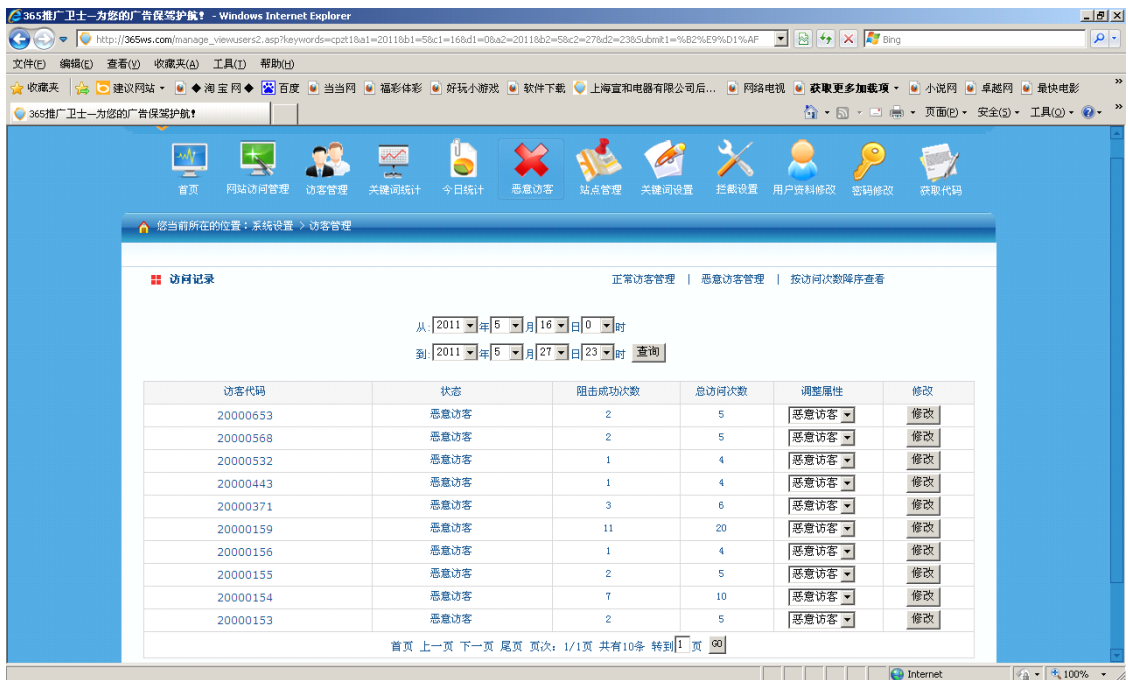 365推广卫士—为您的广告保驾护航! - Windows Internet Explorer
http://365ws.com/manage_viewusers2.asp?keywords=cpzt1&a1=2011&b1=5&c1=16&d1=0&a2=2011&b2=5&c2=27&d2=23&Submit1=%B2%E9%D1%AF
Bing
文件(F) 编辑(E) 查看(V) 收藏夹(A) 工具(T) 帮助(H)
收藏夹 建议网站 ◆淘宝网◆ 百度 当当网 福彩体彩 好玩小游戏 软件下载 上海宣和电器有限公司后... 网络电视 获取更多加载项 小说网 卓越网 最快电影 »
365推广卫士—为您的广告保驾护航! 页面(P) 安全(S) 工具(O) »
首页 网站访问管理 访客管理 关键词统计 今日统计 恶意访客 站点管理 关键词设置 拦截设置 用户资料修改 密码修改 获取代码
您当前所在的位置：系统设置 > 访客管理
访问记录 正常访客管理 | 恶意访客管理 | 按访问次数降序查看
从: 2011 年 5 月 16 日 0 时
到: 2011 年 5 月 27 日 23 时 查询
访客代码 状态 阻击成功次数 总访问次数 调整属性 修改
20000653 恶意访客 2 5 恶意访客 修改
20000568 恶意访客 2 5 恶意访客 修改
20000532 恶意访客 1 4 恶意访客 修改
20000443 恶意访客 1 4 恶意访客 修改
20000371 恶意访客 3 6 恶意访客 修改
20000159 恶意访客 11 20 恶意访客 修改
20000156 恶意访客 1 4 恶意访客 修改
20000155 恶意访客 2 5 恶意访客 修改
20000154 恶意访客 7 10 恶意访客 修改
20000153 恶意访客 2 5 恶意访客 修改
首页 上一页 下一页 尾页 页次：1/1页 共有10条 转到 1 页 GO
Internet 100%